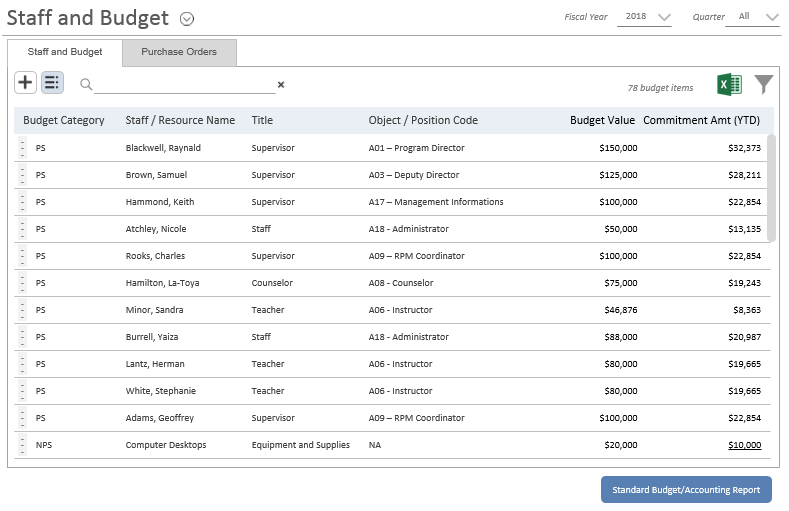 Staff and Budget Fiscal Year 2018 Quarter All
Staff and Budget Purchase Orders
78 budget items
Budget Category Staff / Resource Name Title Object / Position Code Budget Value Commitment Amt (YTD)
PS Blackwell, Raynald Supervisor A01 – Program Director $150,000 $32,373
PS Brown, Samuel Supervisor A03 – Deputy Director $125,000 $28,211
PS Hammond, Keith Supervisor A17 – Management Informations $100,000 $22,854
PS Atchley, Nicole Staff A18 - Administrator $50,000 $13,135
PS Rooks, Charles Supervisor A09 – RPM Coordinator $100,000 $22,854
PS Hamilton, La-Toya Counselor A08 - Counselor $75,000 $19,243
PS Minor, Sandra Teacher A06 - Instructor $46,876 $8,363
PS Burrell, Yaiza Staff A18 - Administrator $88,000 $20,987
PS Lantz, Herman Teacher A06 - Instructor $80,000 $19,665
PS White, Stephanie Teacher A06 - Instructor $80,000 $19,665
PS Adams, Geoffrey Supervisor A09 – RPM Coordinator $100,000 $22,854
NPS Computer Desktops Equipment and Supplies NA $20,000 $10,000
Standard Budget/Accounting Report